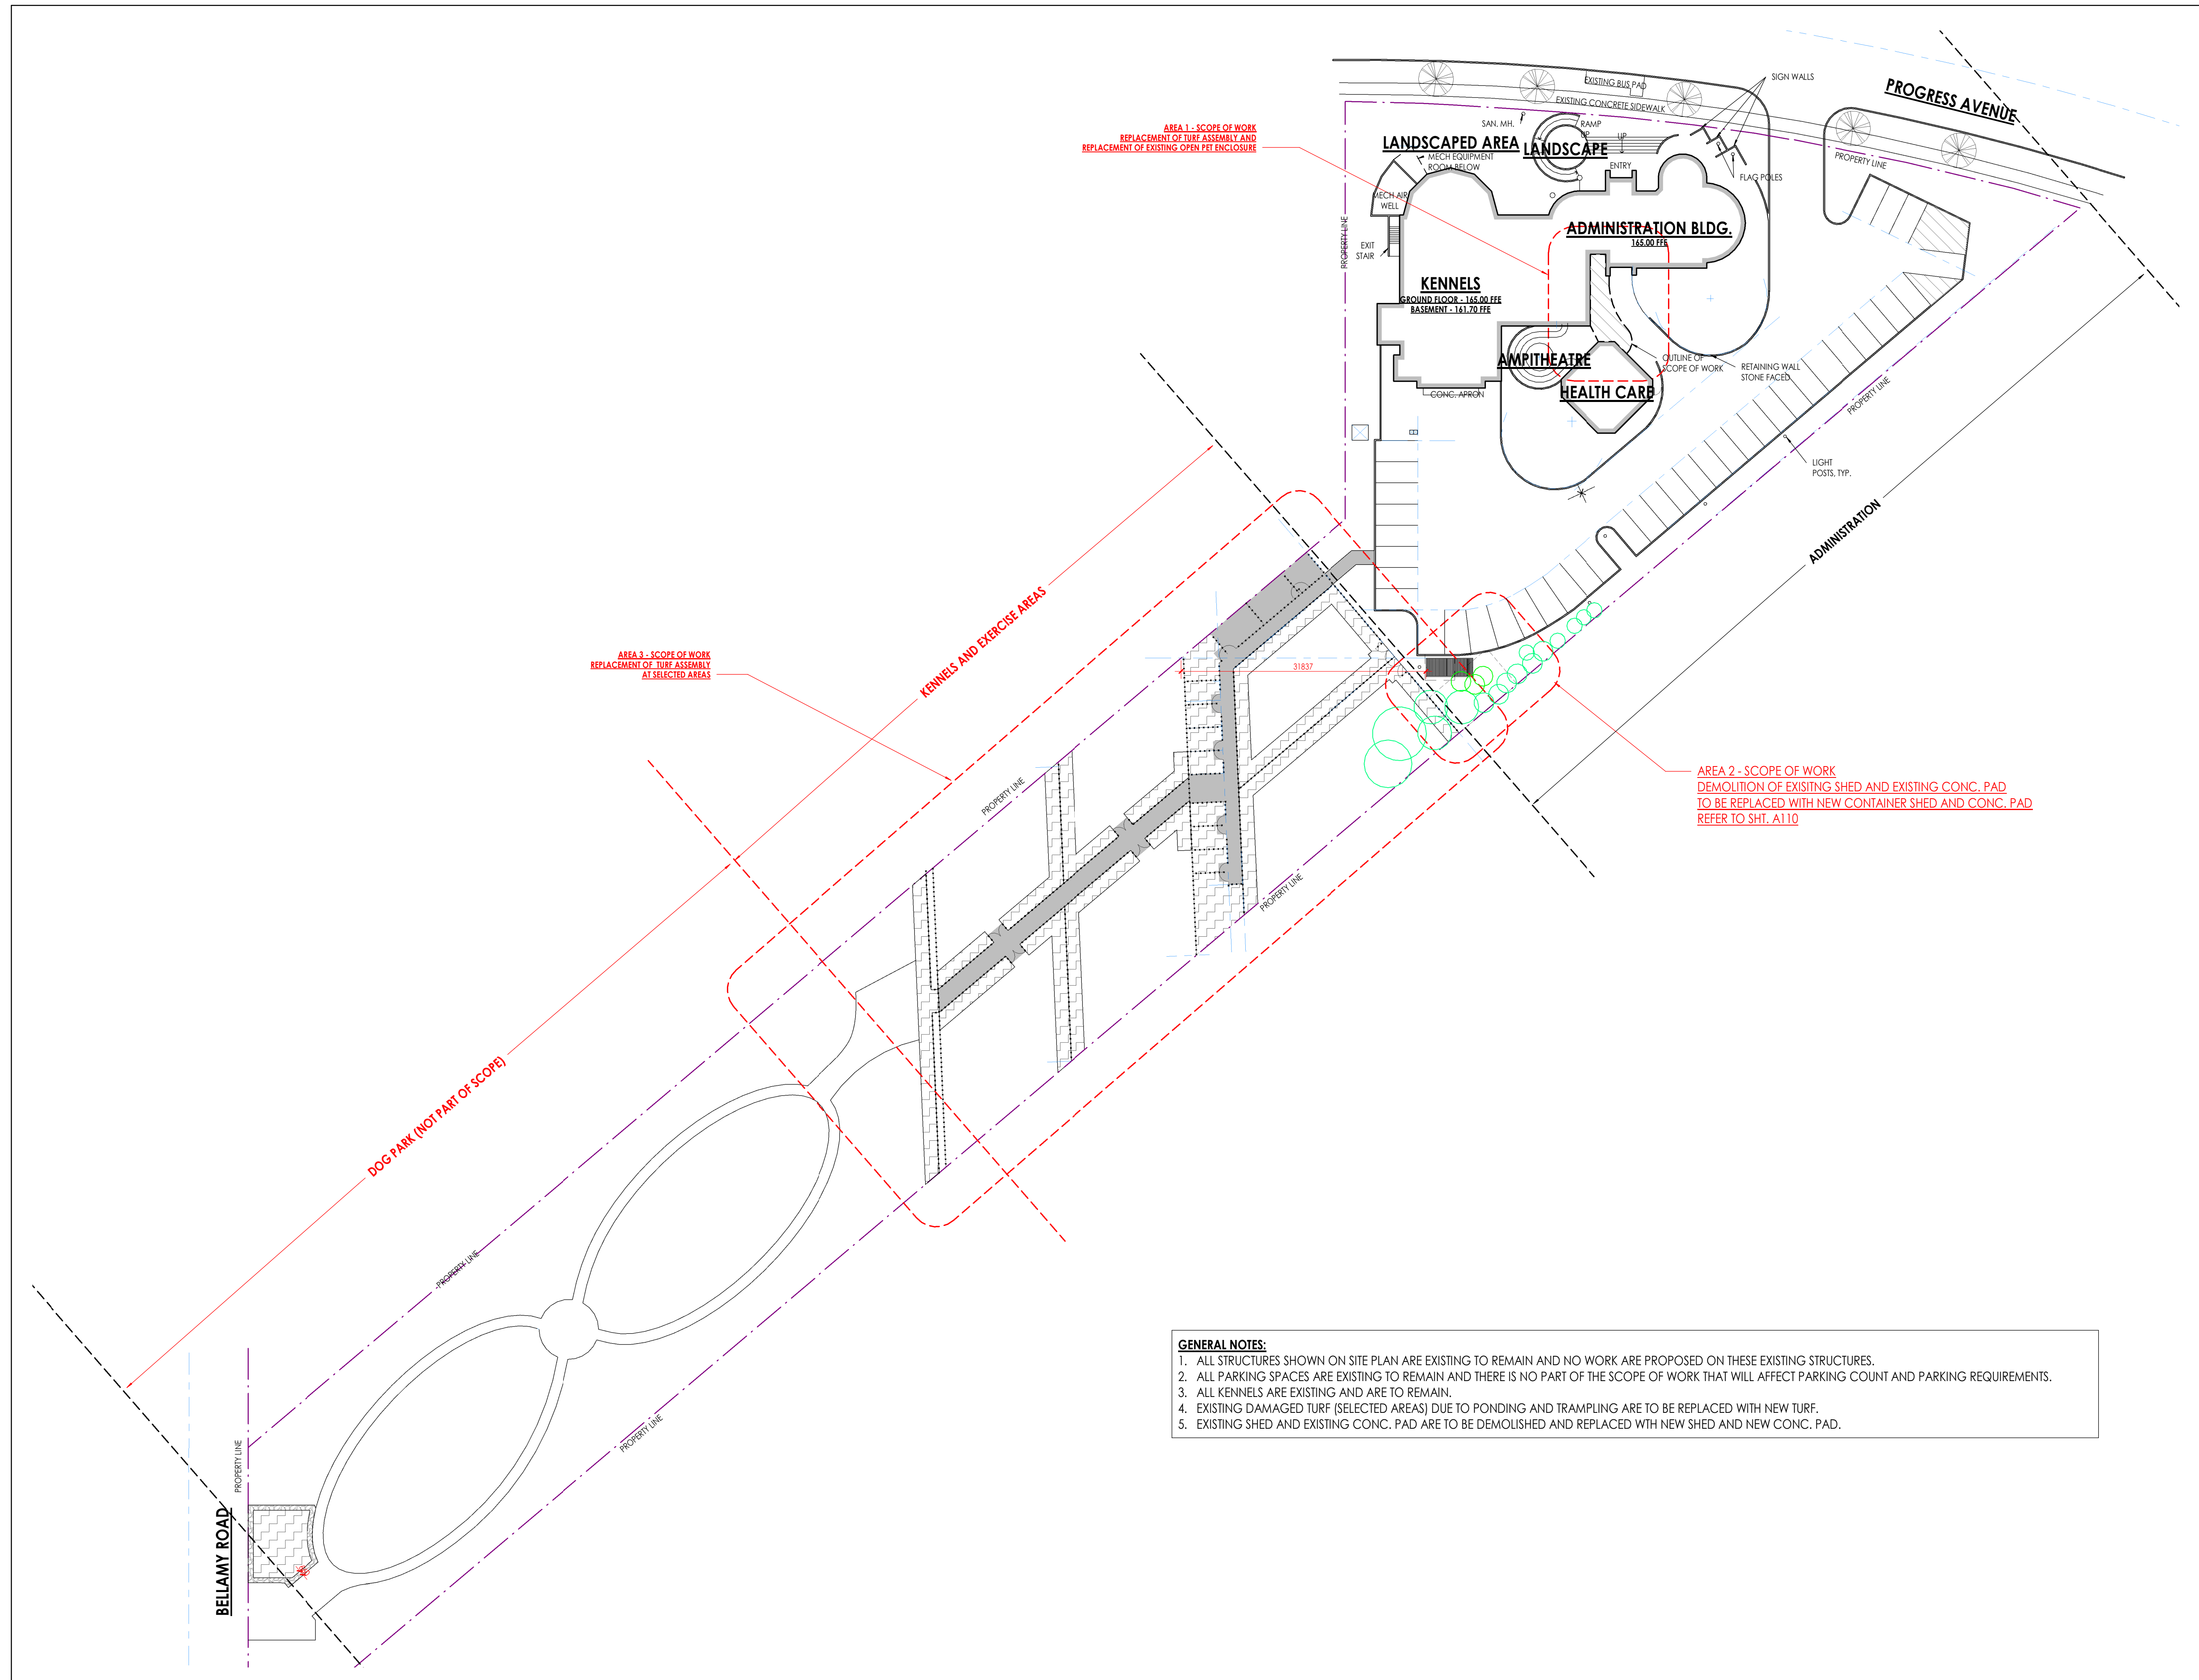 PROGRESS AVENUE
SIGN WALLS
EXISTING BUS PAD
EXISTING CONCRETE SIDEWALK
SAN. MH.
RAMP
UP
UP
AREA 1 - SCOPE OF WORK
REPLACEMENT OF TURF ASSEMBLY AND
REPLACEMENT OF EXISTING OPEN PET ENCLOSURE
LANDSCAPED AREA
LANDSCAPE
MECH EQUIPMENT
ROOM BELOW
ENTRY
PROPERTY LINE
FLAG POLES
MECH AIR
WELL
ADMINISTRATION BLDG.
165.00 FFE
PROPERTY LINE
EXIT
STAIR
KENNELS
GROUND FLOOR - 165.00 FFE
BASEMENT - 161.70 FFE
AMPITHEATRE
OUTLINE OF
SCOPE OF WORK
RETAINING WALL
STONE FACED
HEALTH CARE
CONC. APRON
PROPERTY LINE
LIGHT
POSTS, TYP.
ADMINISTRATION
KENNELS AND EXERCISE AREAS
AREA 3 - SCOPE OF WORK
REPLACEMENT OF TURF ASSEMBLY
AT SELECTED AREAS
31837
PROPERTY LINE
AREA 2 - SCOPE OF WORK
DEMOLITION OF EXISITNG SHED AND EXISTING CONC. PAD
TO BE REPLACED WITH NEW CONTAINER SHED AND CONC. PAD
REFER TO SHT. A110
PROPERTY LINE
DOG PARK (NOT PART OF SCOPE)
PROPERTY LINE
PROPERTY LINE
PROPERTY LINE
BELLAMY ROAD
GENERAL NOTES:
1. ALL STRUCTURES SHOWN ON SITE PLAN ARE EXISTING TO REMAIN AND NO WORK ARE PROPOSED ON THESE EXISTING STRUCTURES.
2. ALL PARKING SPACES ARE EXISTING TO REMAIN AND THERE IS NO PART OF THE SCOPE OF WORK THAT WILL AFFECT PARKING COUNT AND PARKING REQUIREMENTS.
3. ALL KENNELS ARE EXISTING AND ARE TO REMAIN.
4. EXISTING DAMAGED TURF (SELECTED AREAS) DUE TO PONDING AND TRAMPLING ARE TO BE REPLACED WITH NEW TURF.
5. EXISTING SHED AND EXISTING CONC. PAD ARE TO BE DEMOLISHED AND REPLACED WTH NEW SHED AND NEW CONC. PAD.